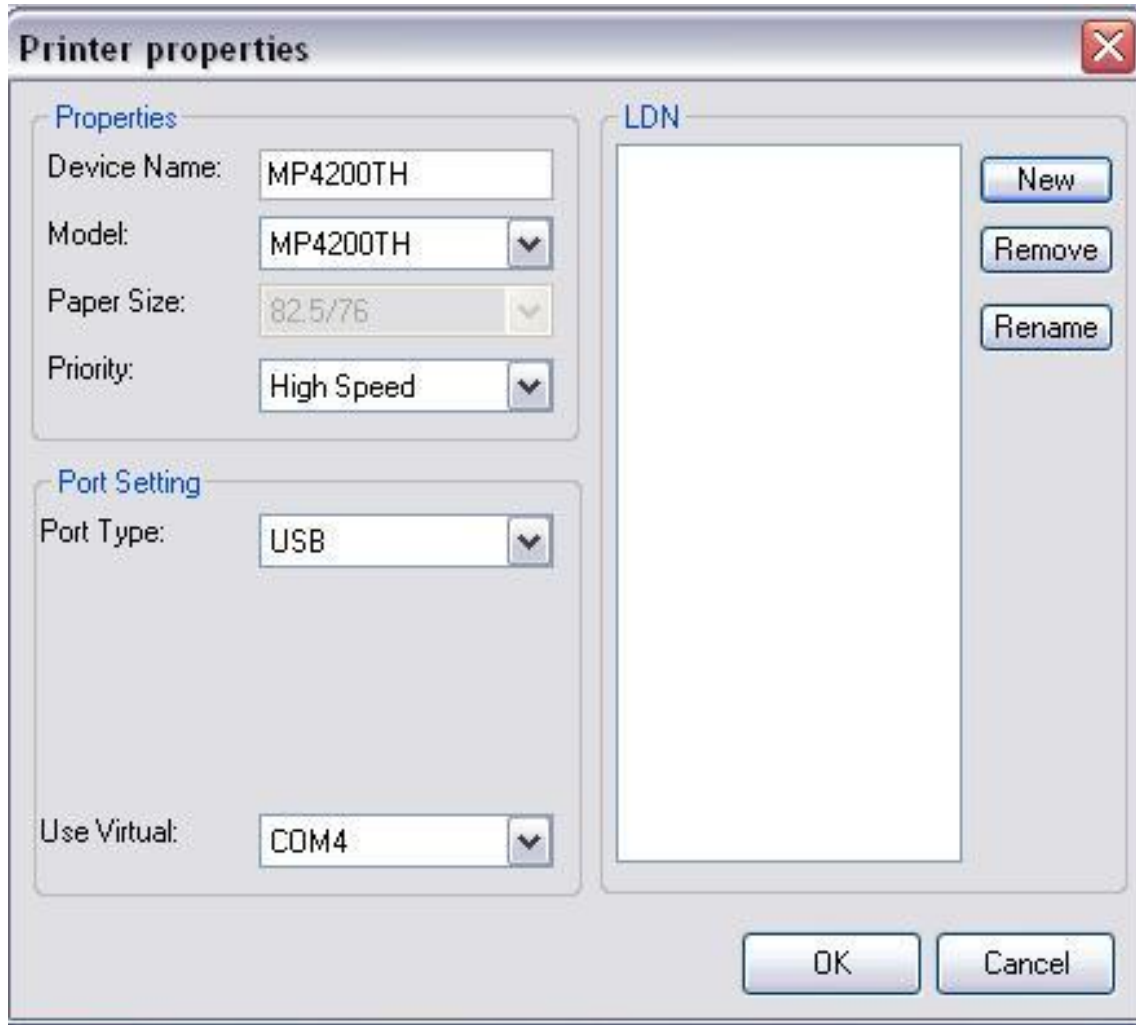 Printer properties
Properties
Device Name: MP4200TH
Model: MP4200TH
Paper Size: 82.5/76
Priority: High Speed
Port Setting
Port Type: USB
Use Virtual: COM4
LDN
New
Remove
Rename
OK
Cancel